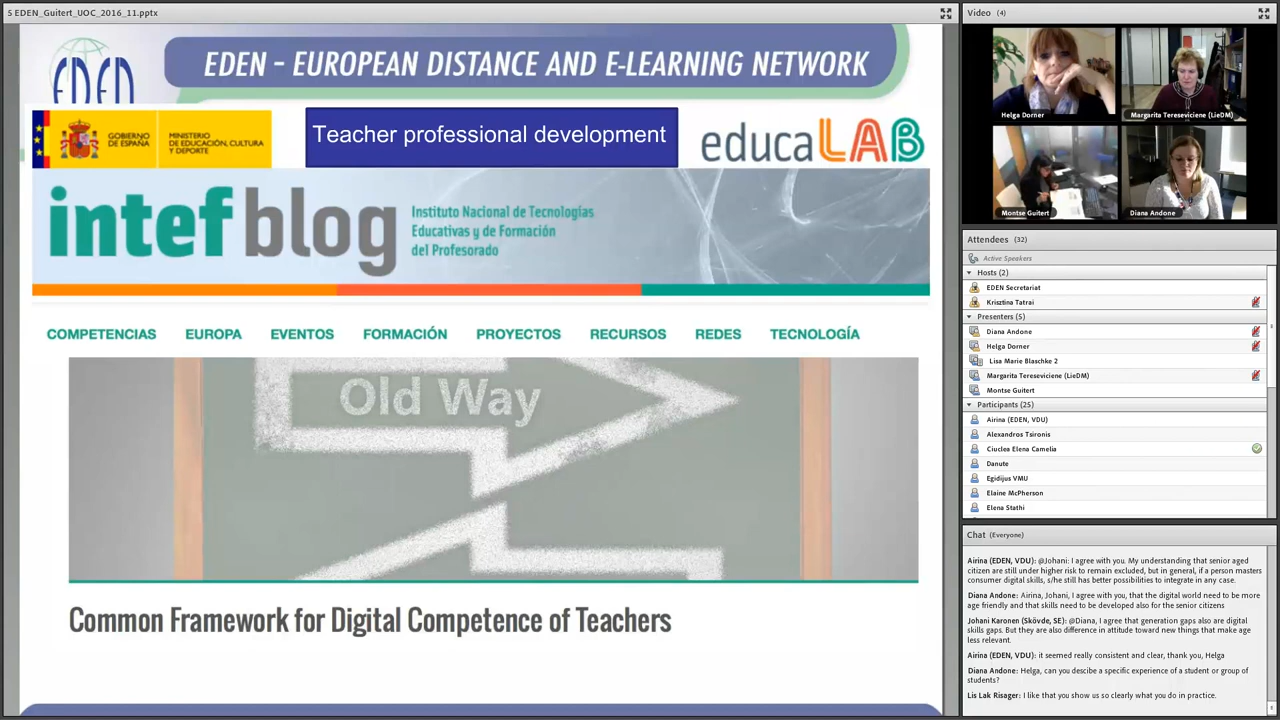 5 EDEN_Guitert_UOC_2016_11.pptx
EDEN
EDEN - EUROPEAN DISTANCE AND E-LEARNING NETWORK
GOBIERNO
DE ESPAÑA
MINISTERIO
DE EDUCACIÓN, CULTURA
Y DEPORTE
Teacher professional development
educaLAB
intef blog
Instituto Nacional de Tecnologías
Educativas y de Formación
del Profesorado
COMPETENCIAS EUROPA EVENTOS FORMACIÓN PROYECTOS RECURSOS REDES TECNOLOGÍA
Old Way
Common Framework for Digital Competence of Teachers
Video (4)
Helga Dorner
Margarita Tereseviciene (LieDM)
Montse Guitert
Diana Andone
Attendees (32)
Active Speakers
Hosts (2)
EDEN Secretariat
Krisztina Tatrai
Presenters (5)
Diana Andone
Helga Dorner
Lisa Marie Blaschke 2
Margarita Tereseviciene (LieDM)
Montse Guitert
Participants (25)
Airina (EDEN, VDU)
Alexandros Tsironis
Ciuclea Elena Camelia
Danute
Egidijus VMU
Elaine McPherson
Elena Stathi
Chat (Everyone)
Airina (EDEN, VDU): @Johani: I agree with you. My understanding that senior aged
citizen are still under higher risk to remain excluded, but in general, if a person masters
consumer digital skills, s/he still has better possibilities to integrate in any case.
Diana Andone: Airina, Johani, I agree with you, that the digital world need to be more
age friendly and that skills need to be developed also for the senior citizens
Johani Karonen (Skövde, SE): @Diana, I agree that generation gaps also are digital
skills gaps. But they are also difference in attitude toward new things that make age
less relevant.
Airina (EDEN, VDU): it seemed really consistent and clear, thank you, Helga
Diana Andone: Helga, can you descibe a specific experience of a student or group of
students?
Lis Lak Risager: I like that you show us so clearly what you do in practice.